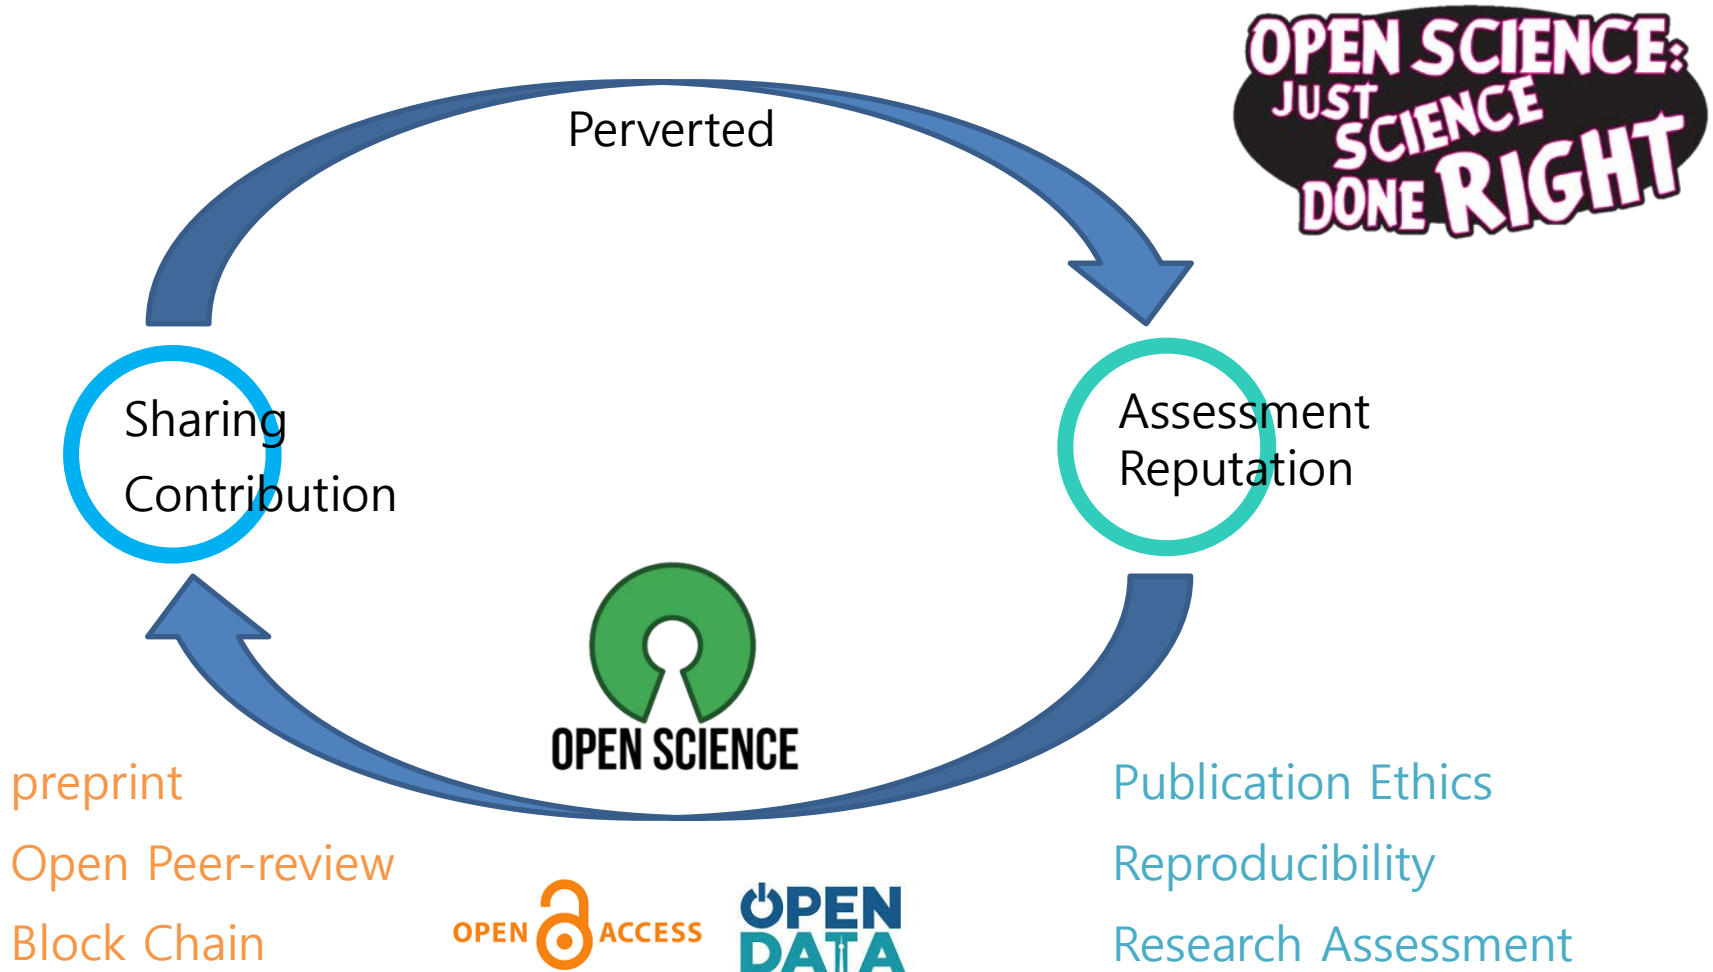 OPEN SCIENCE:
JUST
SCIENCE
DONE RIGHT
Perverted
Sharing
Contribution
Assessment
Reputation
OPEN SCIENCE
preprint
Open Peer-review
Block Chain
OPEN ACCESS
OPEN
DATA
Publication Ethics
Reproducibility
Research Assessment